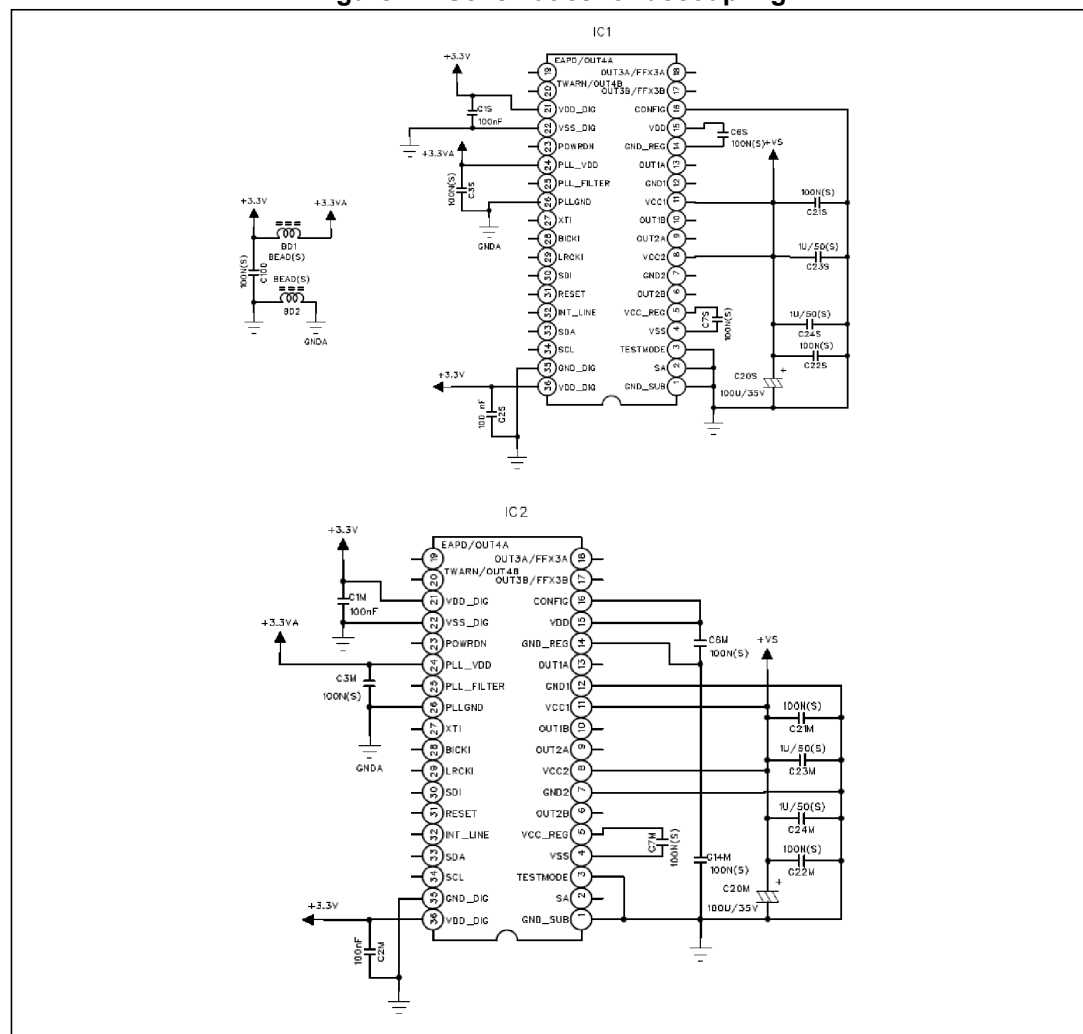 IC1
+3.3V
EAPD/OUT4A
19
OUT3A/FFX3A
18
TWARN/OUT4B
20
OUT3B/FFX3B
17
C1S
100nF
VDD_DIG
21
CONFIG
16
VSS_DIG
22
VDD
15
C6S
100N(S)
POWRDN
23
GND_REG
14
+VS
+3.3VA
PLL_VDD
24
OUT1A
13
100N(S)
C3S
PLL_FILTER
25
GND1
12
PLLGND
26
VCC1
11
100N(S)
C21S
GNDA
XTI
27
OUT1B
10
BICKI
28
OUT2A
9
LRCKI
29
VCC2
8
1U/50(S)
C23S
SDI
30
GND2
7
RESET
31
OUT2B
6
INT_LINE
32
VCC_REG
5
C7S
100N(S)
SDA
33
VSS
4
1U/50(S)
C24S
SCL
34
TESTMODE
3
100N(S)
C22S
GND_DIG
35
SA
2
+3.3V
VDD_DIG
36
GND_SUB
1
C20S
+
100U/35V
100 nF
C2S
+3.3V
+3.3VA
BD1
BEAD(S)
100N(S)
C100
BEAD(S)
BD2
GNDA
IC2
+3.3V
EAPD/OUT4A
19
OUT3A/FFX3A
18
TWARN/OUT4B
20
OUT3B/FFX3B
17
C1M
100nF
VDD_DIG
21
CONFIG
16
VSS_DIG
22
VDD
15
+3.3VA
POWRDN
23
GND_REG
14
C6M
100N(S)
+VS
PLL_VDD
24
OUT1A
13
C3M
100N(S)
PLL_FILTER
25
GND1
12
PLLGND
26
VCC1
11
100N(S)
C21M
GNDA
XTI
27
OUT1B
10
BICKI
28
OUT2A
9
LRCKI
29
VCC2
8
1U/50(S)
C23M
SDI
30
GND2
7
RESET
31
OUT2B
6
1U/50(S)
C24M
INT_LINE
32
VCC_REG
5
C7M
100N(S)
SDA
33
VSS
4
C14M
100N(S)
100N(S)
C22M
SCL
34
TESTMODE
3
GND_DIG
35
SA
2
C20M
+
100U/35V
+3.3V
VDD_DIG
36
GND_SUB
1
100nF
C2M